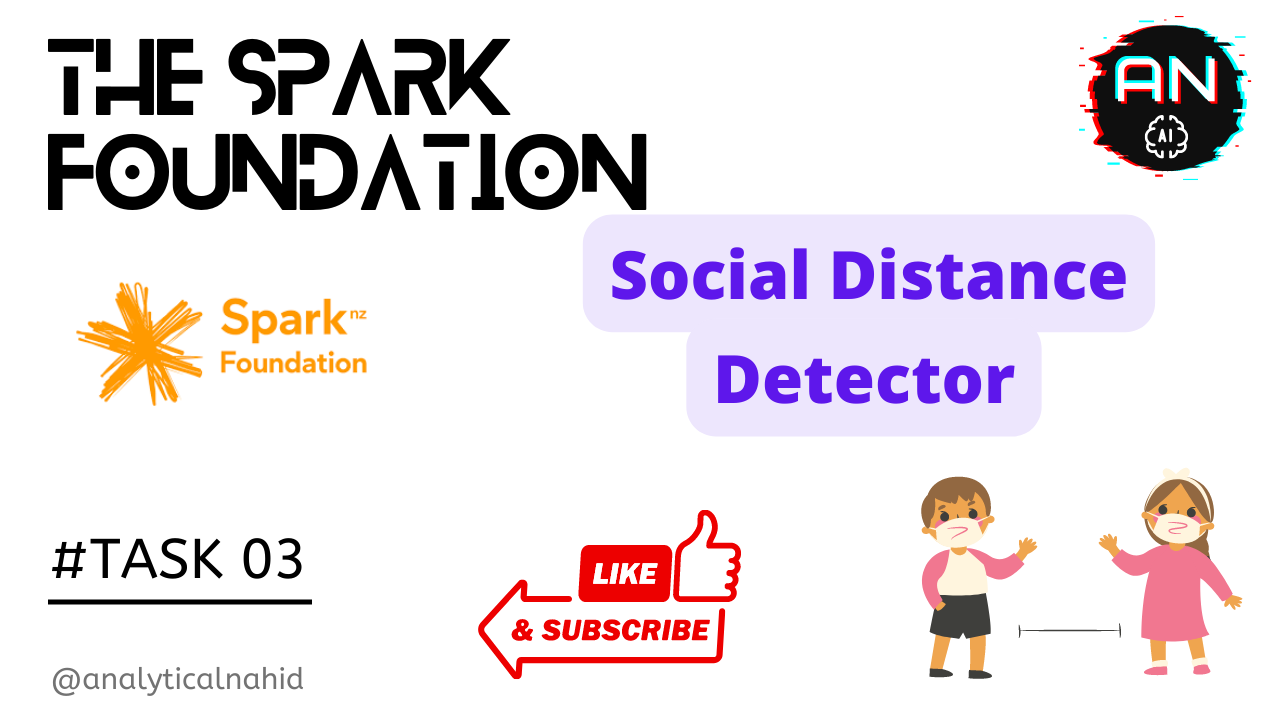 THE SPARK
FOUNDATION
AN
AI
Social Distance
Detector
Spark nz
Foundation
#TASK 03
LIKE
& SUBSCRIBE
@analyticalnahid